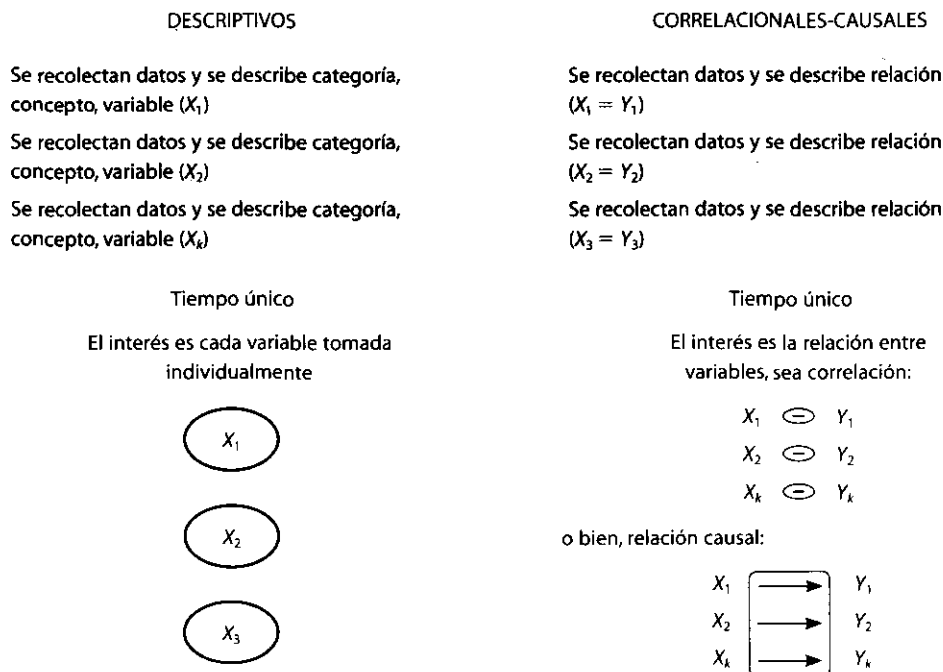 DESCRIPTIVOS
Se recolectan datos y se describe categoría,
concepto, variable (X₁)
Se recolectan datos y se describe categoría,
concepto, variable (X₂)
Se recolectan datos y se describe categoría,
concepto, variable (Xₖ)
Tiempo único
El interés es cada variable tomada
individualmente
X₁
X₂
X₃
CORRELACIONALES-CAUSALES
Se recolectan datos y se describe relación
(X₁ = Y₁)
Se recolectan datos y se describe relación
(X₂ = Y₂)
Se recolectan datos y se describe relación
(X₃ = Y₃)
Tiempo único
El interés es la relación entre
variables, sea correlación:
X₁ Y₁
X₂ Y₂
Xₖ Yₖ
o bien, relación causal:
X₁ Y₁
X₂ Y₂
Xₖ Yₖ